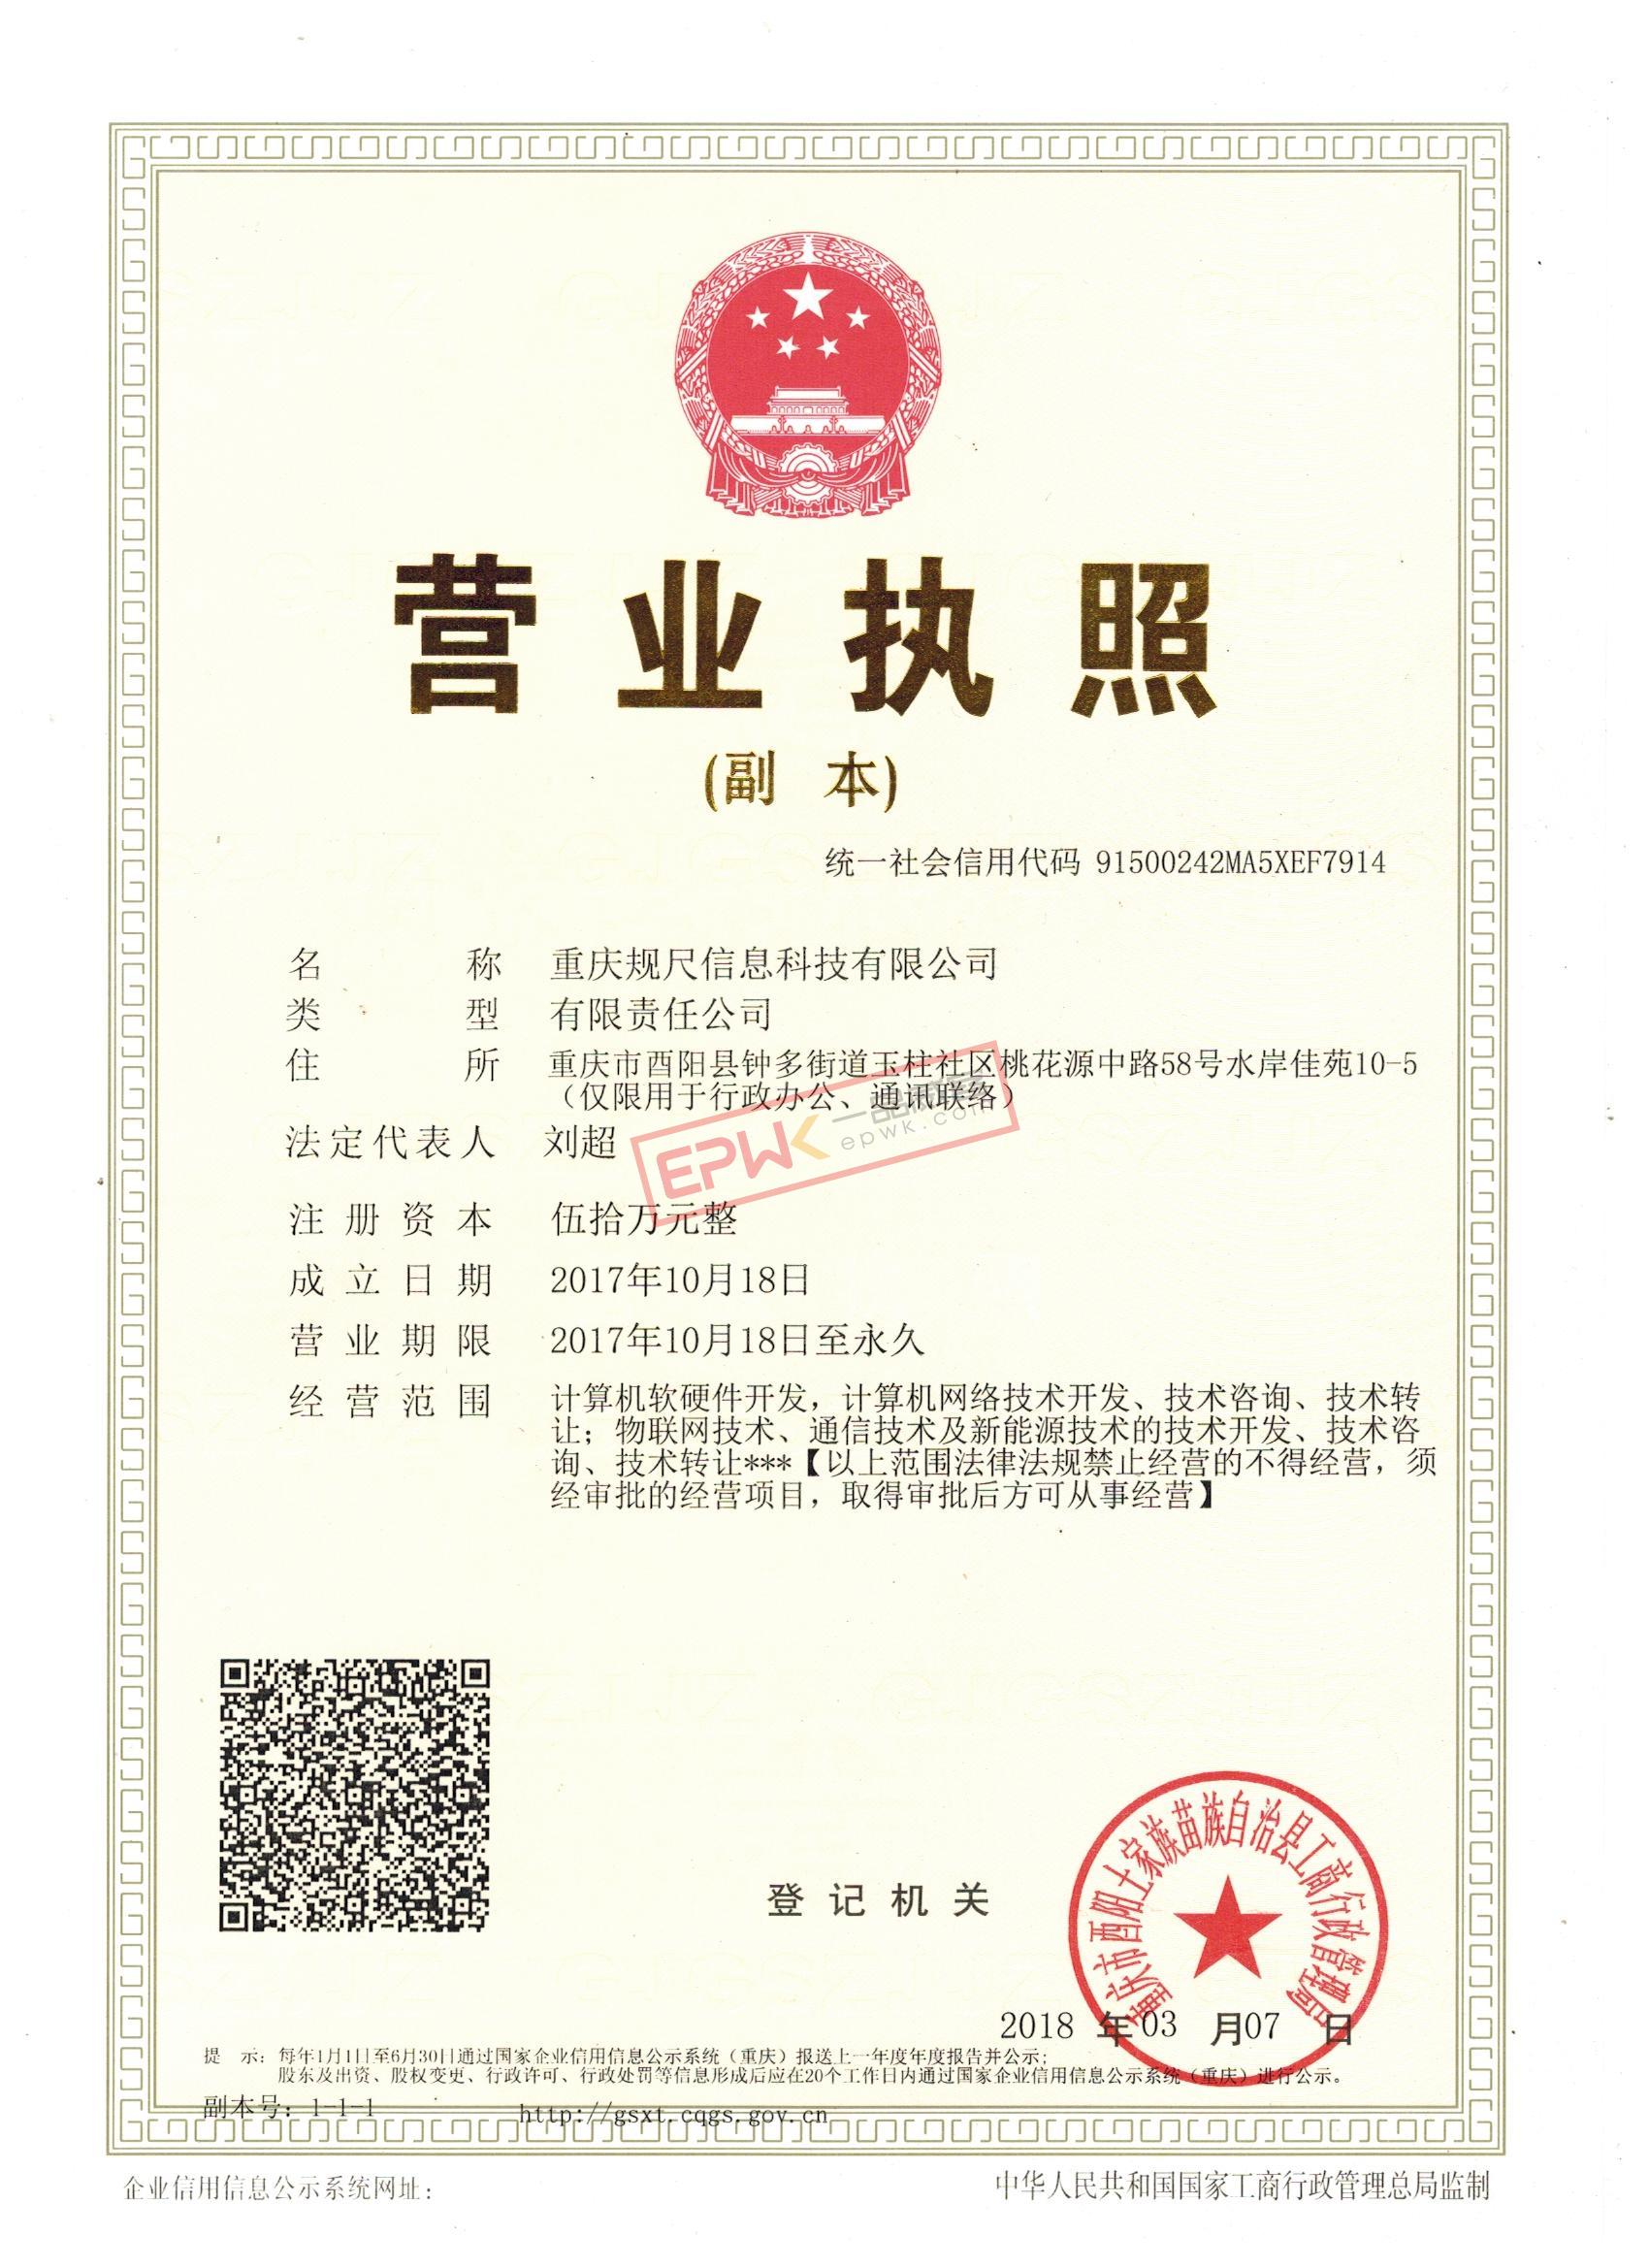 营业执照
(副 本)
统一社会信用代码 91500242MA5XEF7914
名 称 重庆规尺信息科技有限公司
类 型 有限责任公司
住 所 重庆市酉阳县钟多街道玉柱社区桃花源中路58号水岸佳苑10-5
（仅限用于行政办公、通讯联络）
法定代表人 刘超
EPWK 一品威客
epwk.com
注册资本 伍拾万元整
成立日期 2017年10月18日
营业期限 2017年10月18日至永久
经营范围 计算机软硬件开发，计算机网络技术开发、技术咨询、技术转
让；物联网技术、通信技术及新能源技术的技术开发、技术咨
询、技术转让***【以上范围法律法规禁止经营的不得经营，须
经审批的经营项目，取得审批后方可从事经营】
登记机关
重庆市酉阳土家族苗族自治县工商行政管理局
2018 年03 月07 日
提 示：每年1月1日至6月30日通过国家企业信用信息公示系统（重庆）报送上一年度年度报告并公示；
股东及出资、股权变更、行政许可、行政处罚等信息形成后应在20个工作日内通过国家企业信用信息公示系统（重庆）进行公示。
副本号：1-1-1 http://gsxt.cqgs.gov.cn
企业信用信息公示系统网址： 中华人民共和国国家工商行政管理总局监制